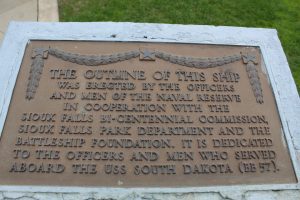 THE OUTLINE OF THIS SHIP
WAS ERECTED BY THE OFFICERS
AND MEN OF THE NAVAL RESERVE
IN COOPERATION WITH THE
SIOUX FALLS BI-CENTENNIAL COMMISSION,
SIOUX FALLS PARK DEPARTMENT AND THE
BATTLESHIP FOUNDATION. IT IS DEDICATED
TO THE OFFICERS AND MEN WHO SERVED
ABOARD THE USS SOUTH DAKOTA (BB 57).